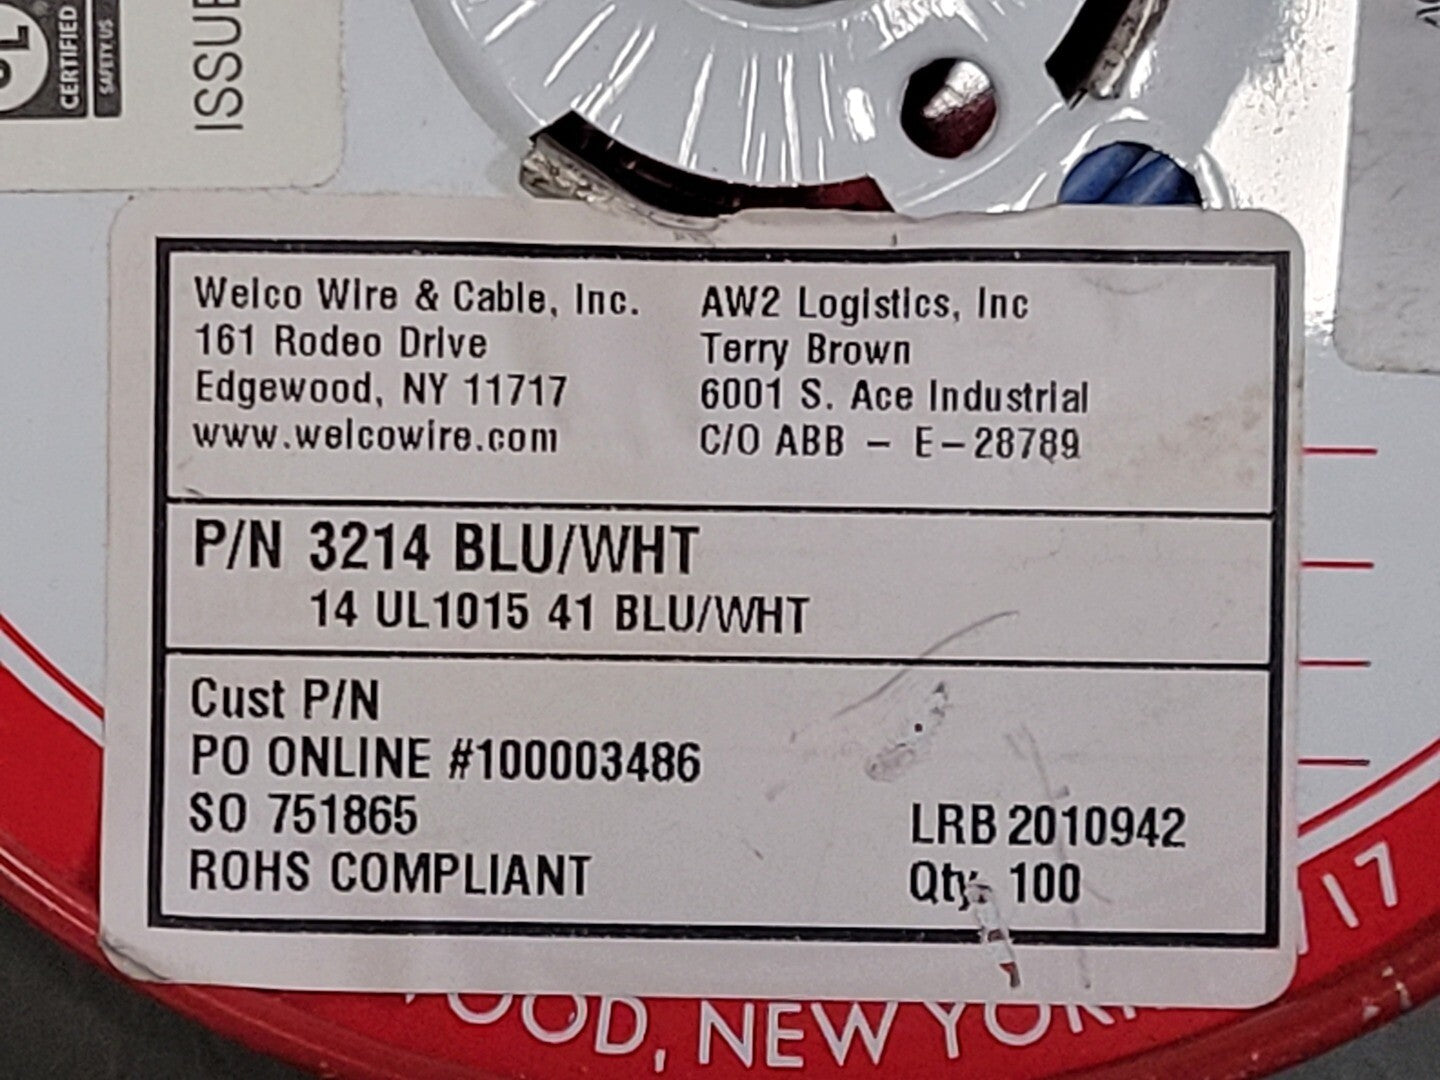 CERTIFIED
SAFETY US
ISSUE
Welco Wire & Cable, Inc.
161 Rodeo Drive
Edgewood, NY 11717
www.welcowire.com
AW2 Logistics, Inc
Terry Brown
6001 S. Ace Industrial
C/O ABB - E-28789
P/N 3214 BLU/WHT
14 UL1015 41 BLU/WHT
Cust P/N
PO ONLINE #100003486
SO 751865
ROHS COMPLIANT
LRB 2010942
Qty: 100
OOD, NEW YORK 717